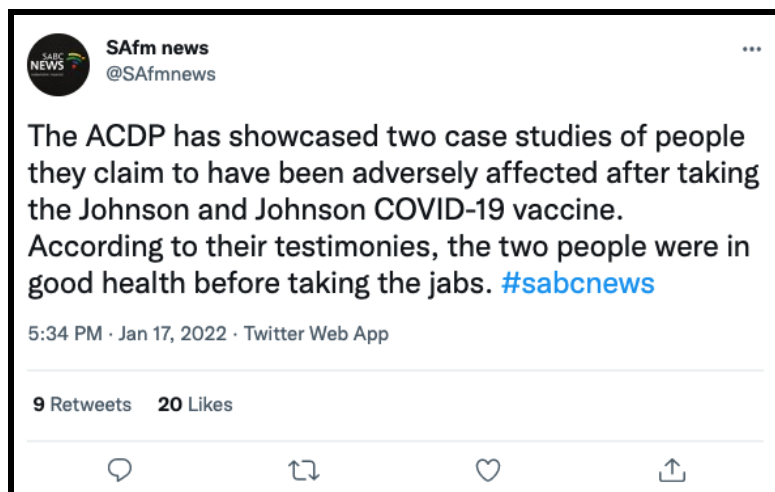 SAfm news
@SAfmnews
SABC
NEWS
The ACDP has showcased two case studies of people
they claim to have been adversely affected after taking
the Johnson and Johnson COVID-19 vaccine.
According to their testimonies, the two people were in
good health before taking the jabs. #sabcnews
5:34 PM · Jan 17, 2022 · Twitter Web App
9 Retweets 20 Likes